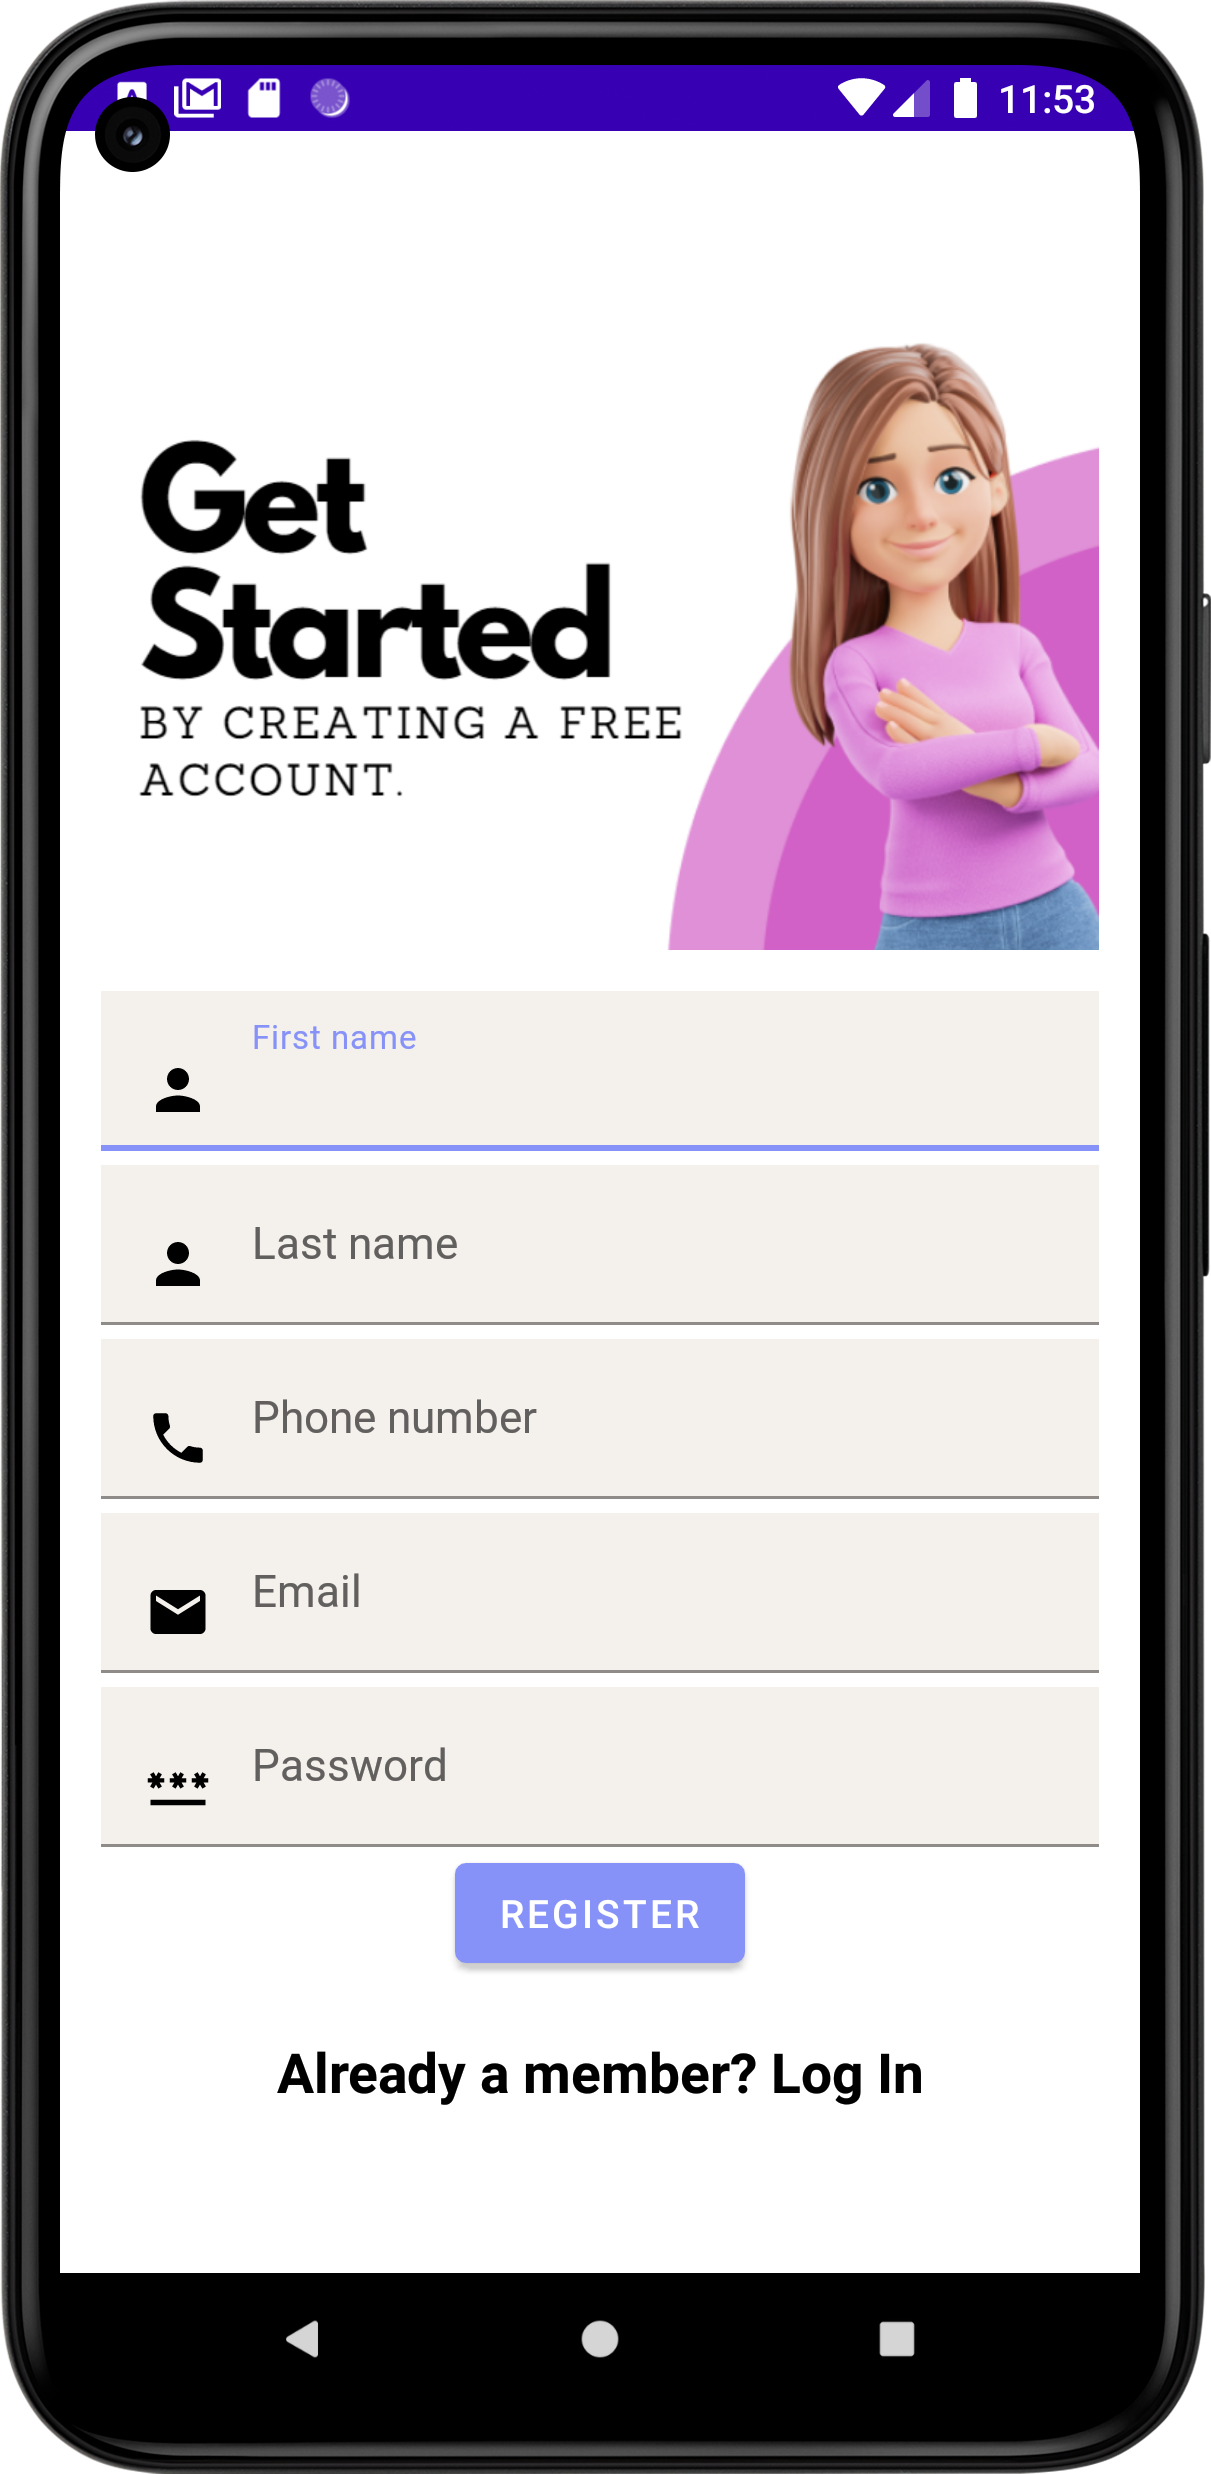 11:53
Get
Started
BY CREATING A FREE
ACCOUNT.
First name
Last name
Phone number
Email
Password
REGISTER
Already a member? Log In